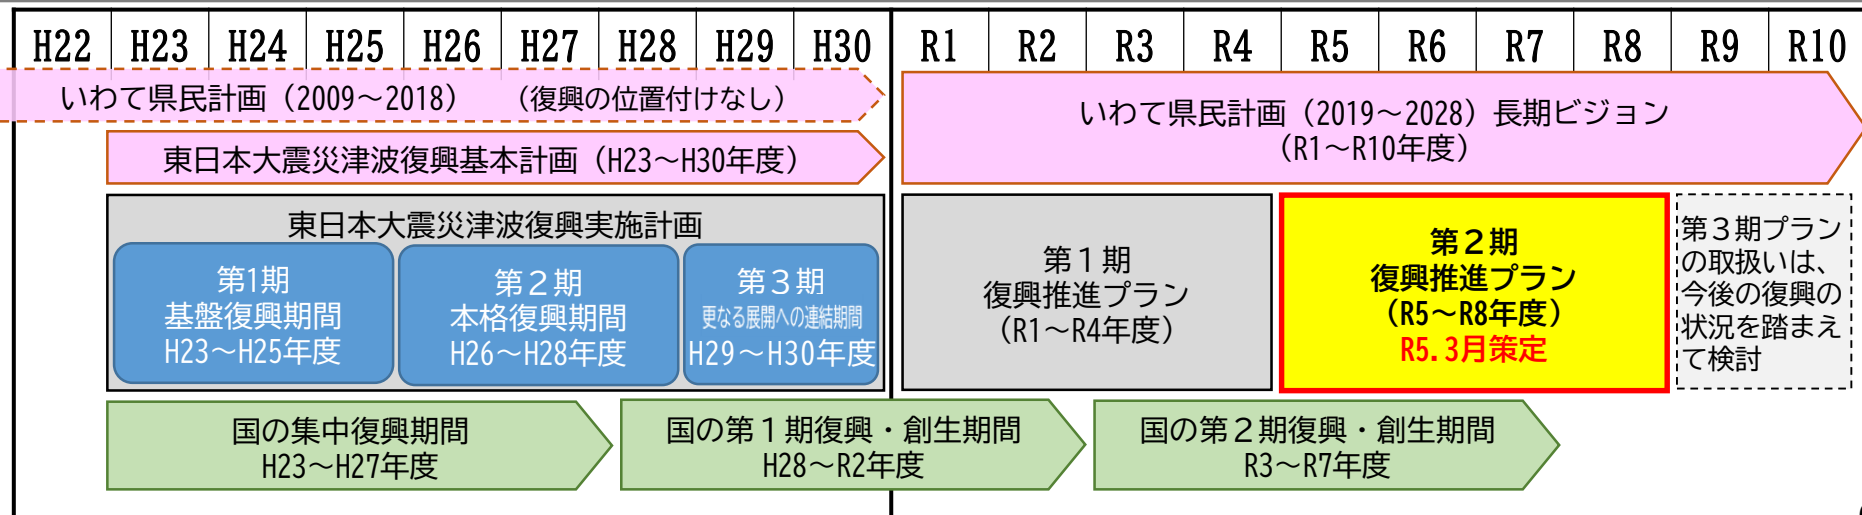 H22 H23 H24 H25 H26 H27 H28 H29 H30 R1 R2 R3 R4 R5 R6 R7 R8 R9 R10
いわて県民計画（2009～2018）　（復興の位置付けなし）
東日本大震災津波復興基本計画（H23～H30年度）
いわて県民計画（2019～2028）長期ビジョン
（R1～R10年度）
東日本大震災津波復興実施計画
第1期
基盤復興期間
H23～H25年度
第２期
本格復興期間
H26～H28年度
第３期
更なる展開への連結期間
H29～H30年度
第１期
復興推進プラン
（R1～R4年度）
第２期
復興推進プラン
（R5～R8年度）
R5.3月策定
第３期プラン
の取扱いは、
今後の復興の
状況を踏まえ
て検討
国の集中復興期間
H23～H27年度
国の第１期復興・創生期間
H28～R2年度
国の第２期復興・創生期間
R3～R7年度